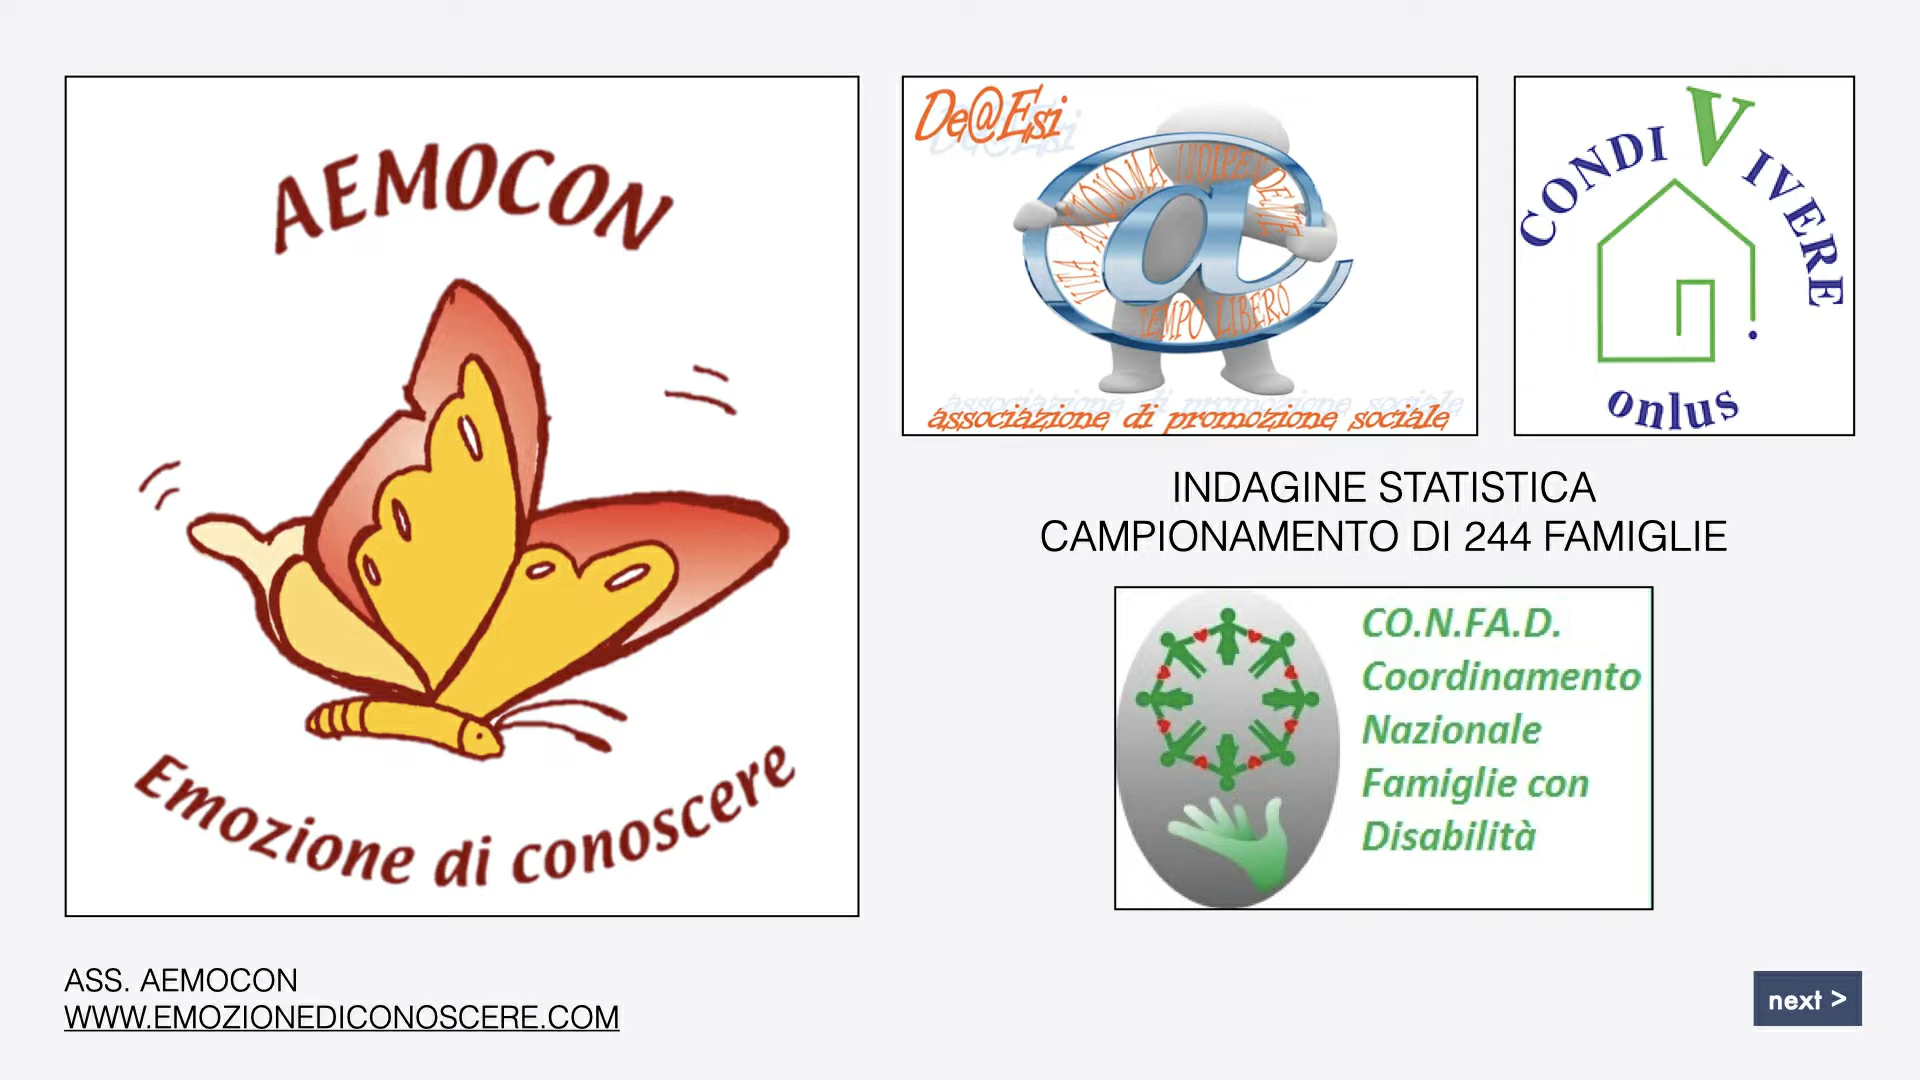 AEMOCON
Emozione di conoscere
De@Esi
VITA AUTONOMA INDIPENDENTE
a
TEMPO LIBERO
associazione di promozione sociale
CONDIVIVERE
onlus
INDAGINE STATISTICA
CAMPIONAMENTO DI 244 FAMIGLIE
CO.N.FA.D.
Coordinamento
Nazionale
Famiglie con
Disabilità
ASS. AEMOCON
WWW.EMOZIONEDICONOSCERE.COM
next >